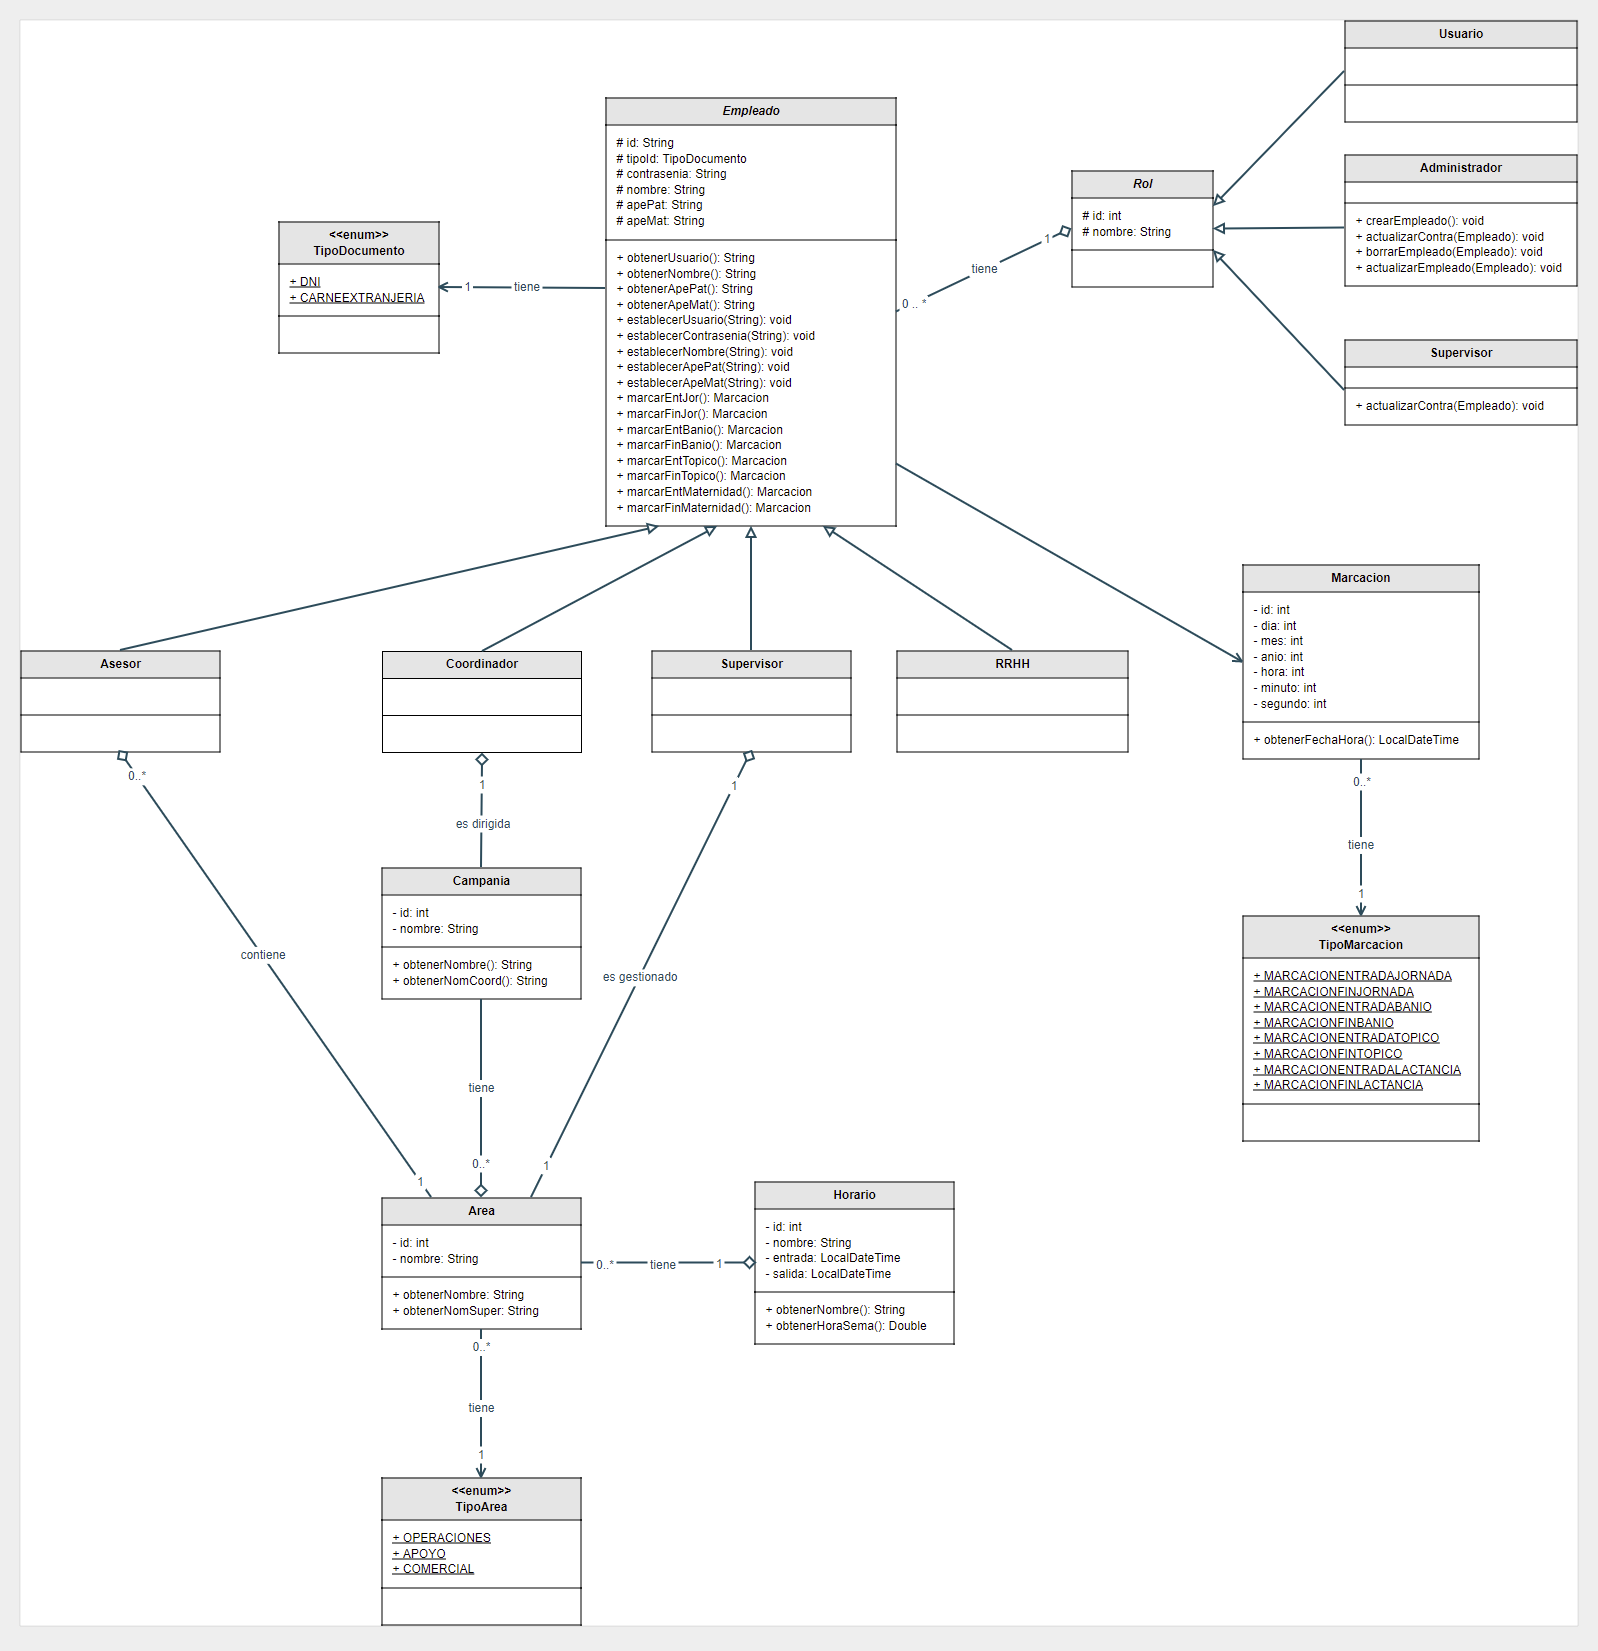 Usuario
Empleado
# id: String
# tipoId: TipoDocumento
# contrasenia: String
# nombre: String
# apePat: String
# apeMat: String
+ obtenerUsuario(): String
+ obtenerNombre(): String
+ obtenerApePat(): String
+ obtenerApeMat(): String
+ establecerUsuario(String): void
+ establecerContrasenia(String): void
+ establecerNombre(String): void
+ establecerApePat(String): void
+ establecerApeMat(String): void
+ marcarEntJor(): Marcacion
+ marcarFinJor(): Marcacion
+ marcarEntBanio(): Marcacion
+ marcarFinBanio(): Marcacion
+ marcarEntTopico(): Marcacion
+ marcarFinTopico(): Marcacion
+ marcarEntMaternidad(): Marcacion
+ marcarFinMaternidad(): Marcacion
Rol
# id: int
# nombre: String
Administrador
+ crearEmpleado(): void
+ actualizarContra(Empleado): void
+ borrarEmpleado(Empleado): void
+ actualizarEmpleado(Empleado): void
Supervisor
+ actualizarContra(Empleado): void
1
tiene
0 .. *
<<enum>>
TipoDocumento
+ DNI
+ CARNEEXTRANJERIA
1
tiene
Marcacion
- id: int
- dia: int
- mes: int
- anio: int
- hora: int
- minuto: int
- segundo: int
+ obtenerFechaHora(): LocalDateTime
Asesor
Coordinador
Supervisor
RRHH
0..*
1
1
0..*
es dirigida
tiene
1
Campania
- id: int
- nombre: String
+ obtenerNombre(): String
+ obtenerNomCoord(): String
contiene
es gestionado
<<enum>>
TipoMarcacion
+ MARCACIONENTRADAJORNADA
+ MARCACIONFINJORNADA
+ MARCACIONENTRADABANIO
+ MARCACIONFINBANIO
+ MARCACIONENTRADATOPICO
+ MARCACIONFINTOPICO
+ MARCACIONENTRADALACTANCIA
+ MARCACIONFINLACTANCIA
tiene
0..*
1
1
Area
- id: int
- nombre: String
+ obtenerNombre: String
+ obtenerNomSuper: String
0..*
tiene
1
Horario
- id: int
- nombre: String
- entrada: LocalDateTime
- salida: LocalDateTime
+ obtenerNombre(): String
+ obtenerHoraSema(): Double
0..*
tiene
1
<<enum>>
TipoArea
+ OPERACIONES
+ APOYO
+ COMERCIAL